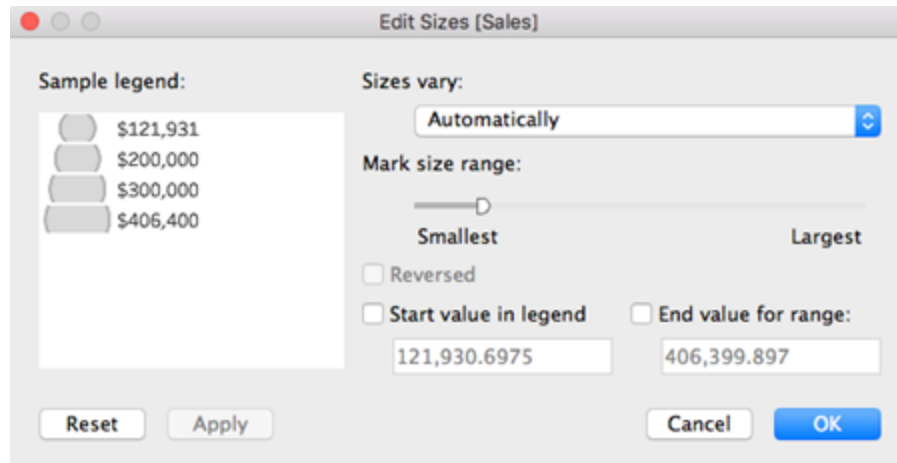 Edit Sizes [Sales]
Sample legend:
$121,931
$200,000
$300,000
$406,400
Sizes vary:
Automatically
Mark size range:
Smallest Largest
Reversed
Start value in legend End value for range:
121,930.6975 406,399.897
Reset Apply Cancel OK